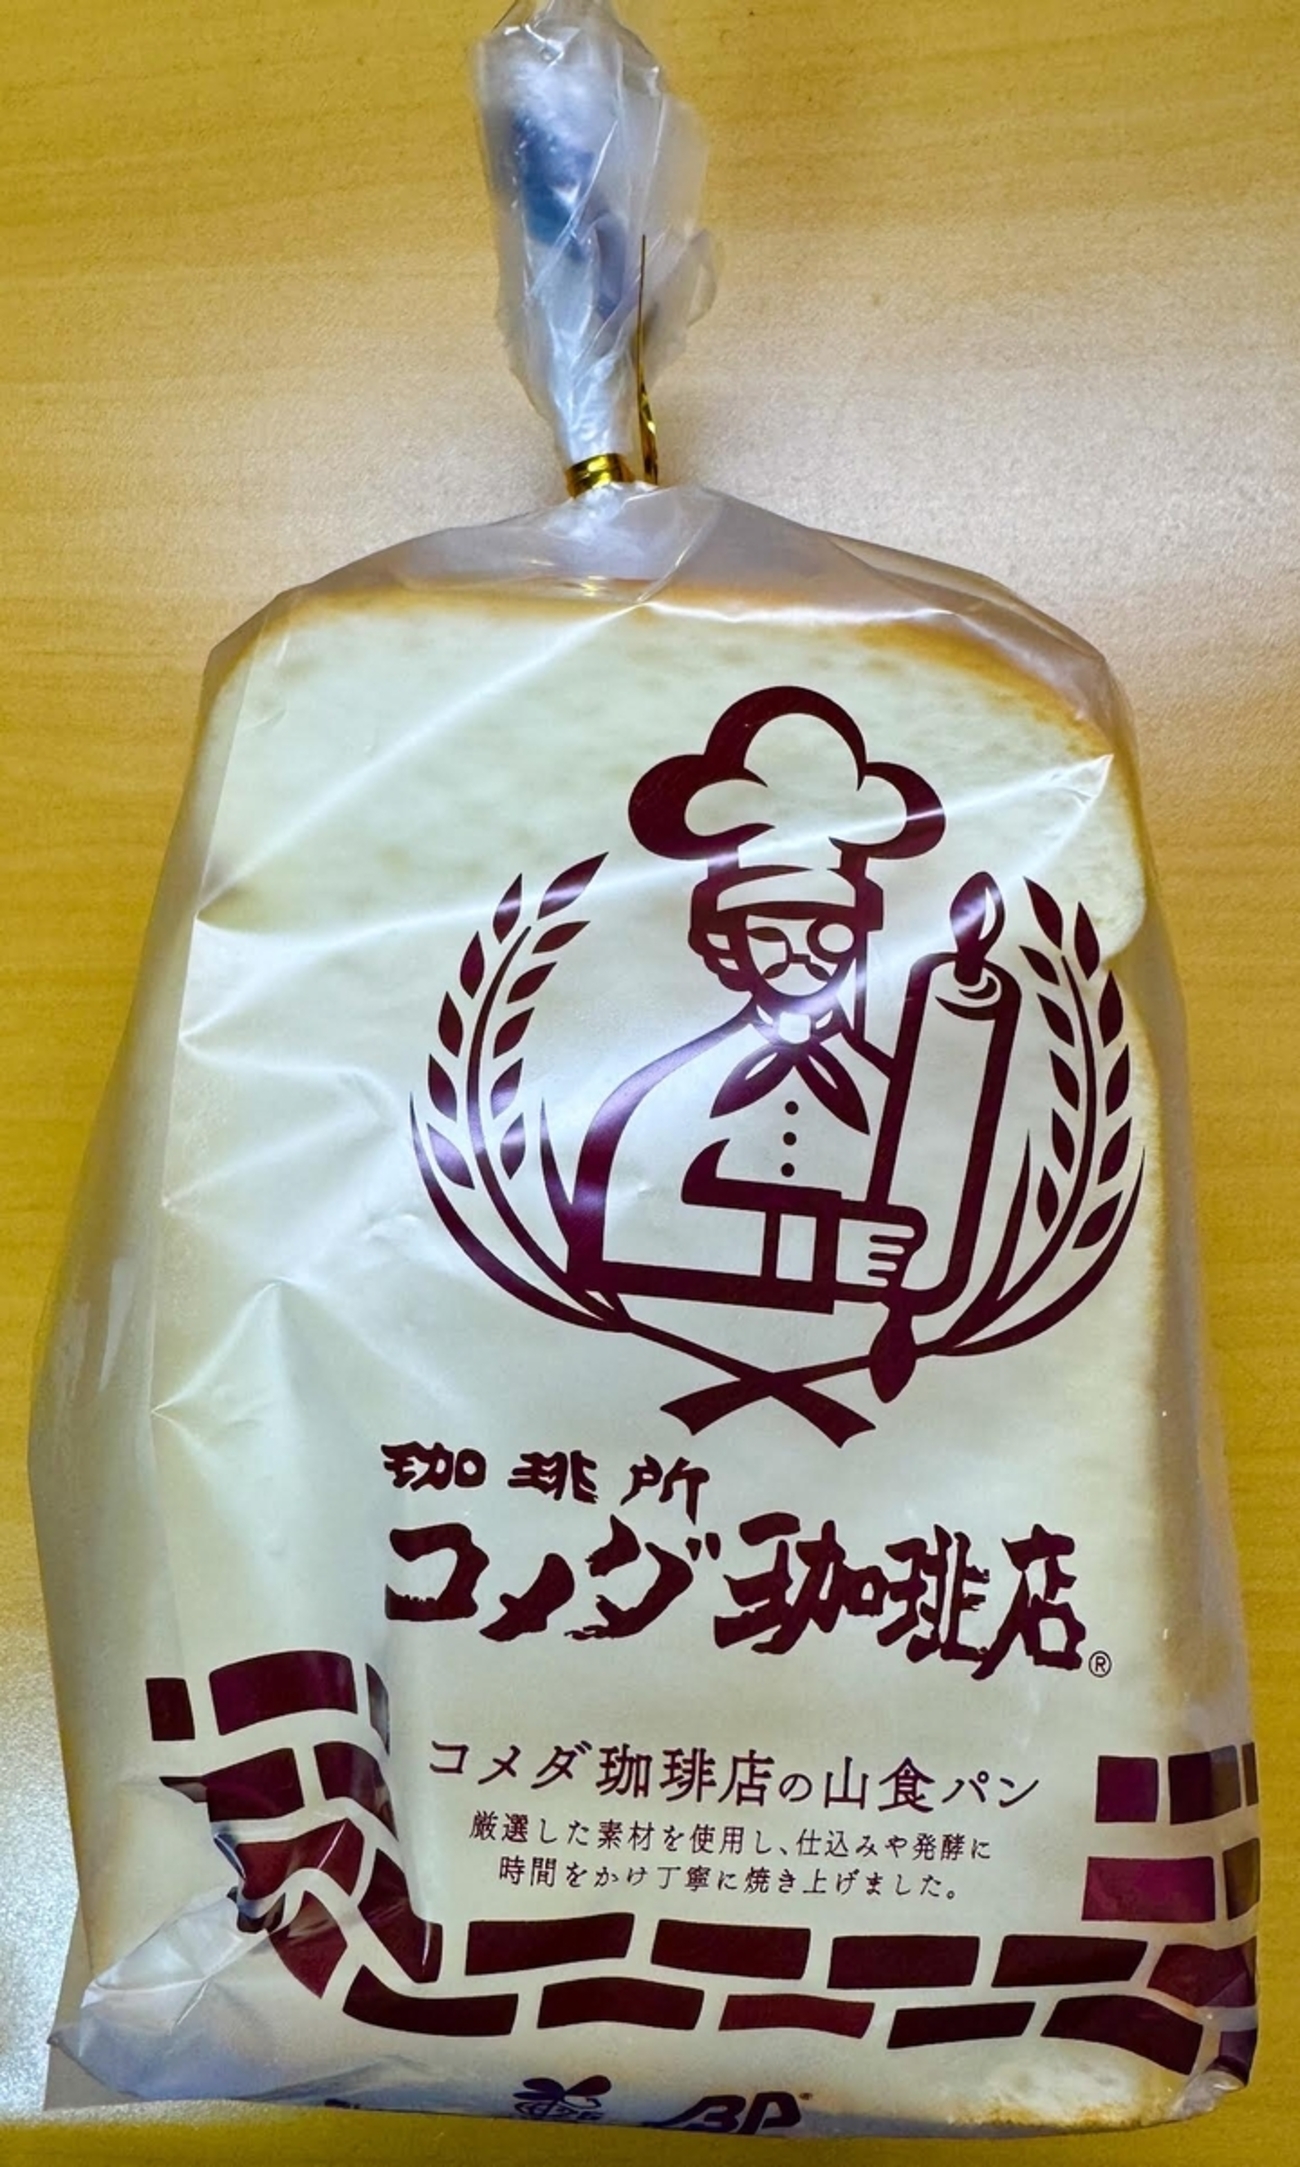 珈琲所
コメダ珈琲店®
コメダ珈琲店の山食パン
厳選した素材を使用し、仕込みや発酵に
時間をかけ丁寧に焼き上げました。